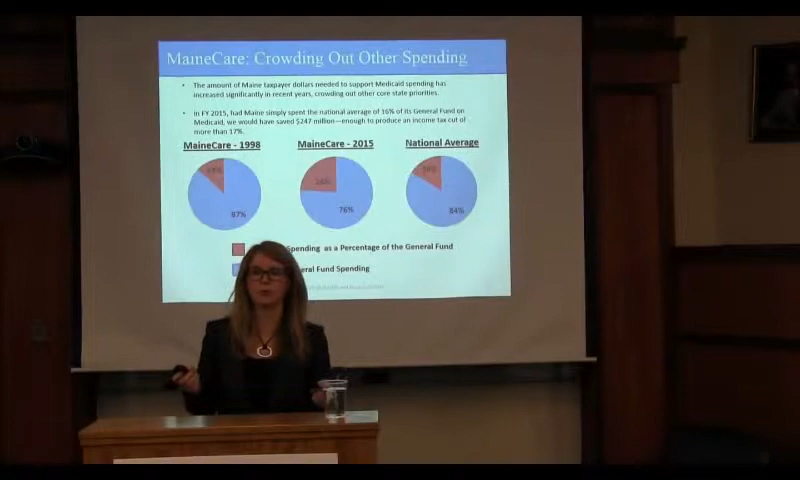 MaineCare: Crowding Out Other Spending
• The amount of Maine taxpayer dollars needed to support Medicaid spending has
increased significantly in recent years, crowding out other core state priorities.
• In FY 2015, had Maine simply spent the national average of 16% of its General Fund on
Medicaid, we would have saved $247 million—enough to produce an income tax cut of
more than 17%.
MaineCare - 1998 MaineCare - 2015 National Average
13% 24% 16%
87% 76% 84%
Spending as a Percentage of the General Fund
eral Fund Spending